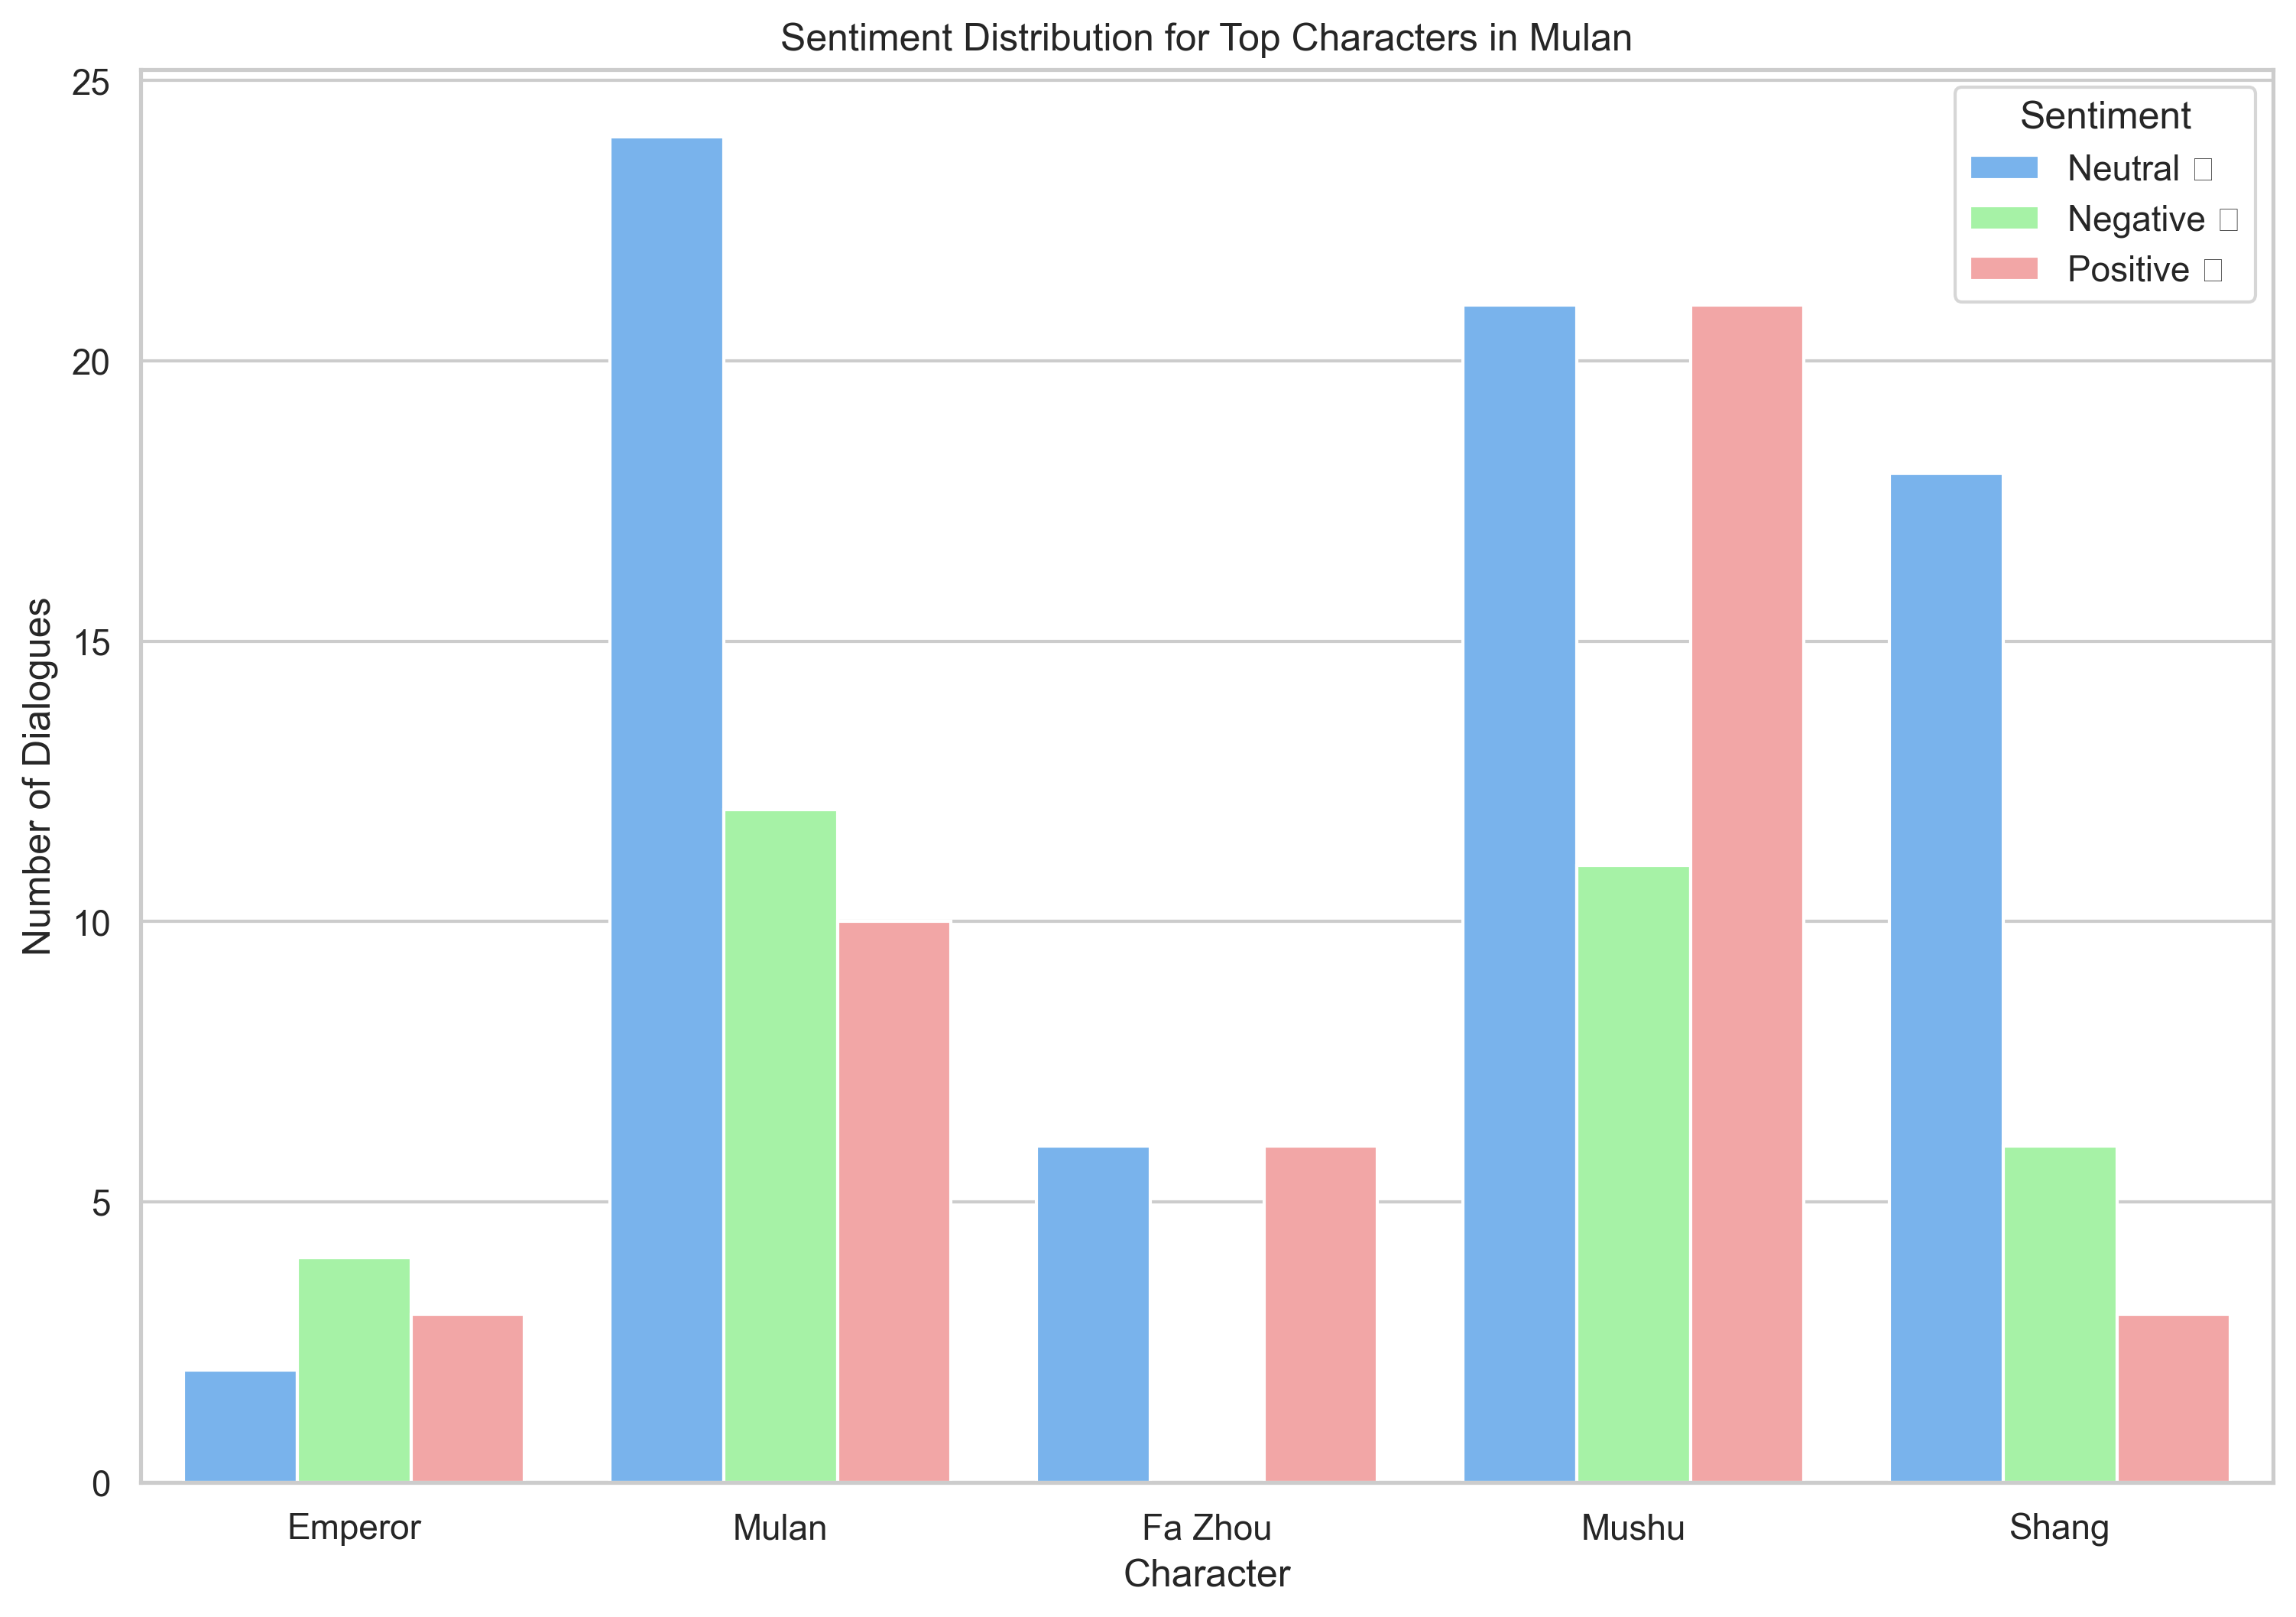 Sentiment Distribution for Top Characters in Mulan
25
20
15
10
5
0
Number of Dialogues
Sentiment
Neutral
Negative
Positive
Emperor
Mulan
Fa Zhou
Mushu
Shang
Character